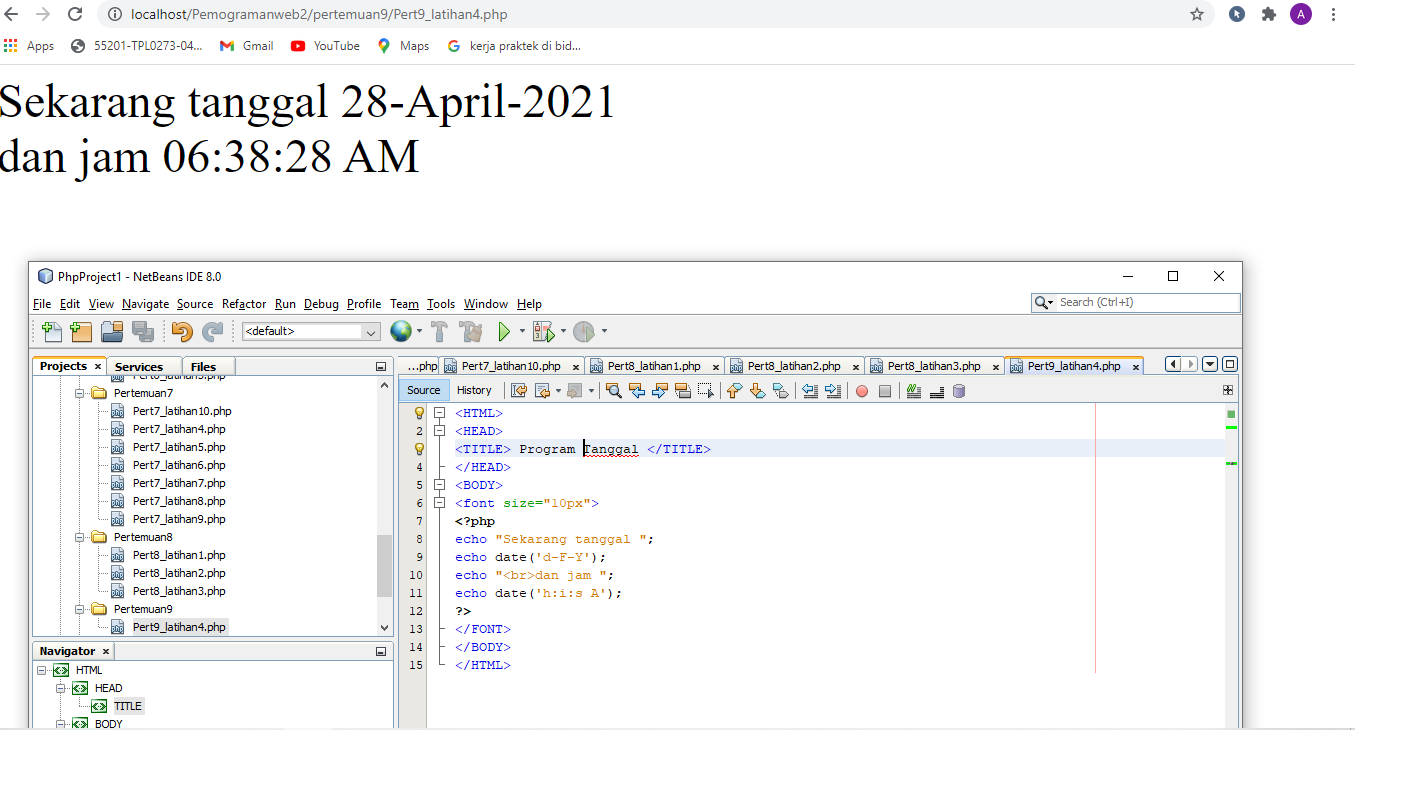 localhost/Pemogramanweb2/pertemuan9/Pert9_latihan4.php
A
Apps 55201-TPL0273-04... Gmail YouTube Maps kerja praktek di bid...
Sekarang tanggal 28-April-2021
dan jam 06:38:28 AM
PhpProject1 - NetBeans IDE 8.0
File Edit View Navigate Source Refactor Run Debug Profile Team Tools Window Help
Search (Ctrl+I)
<default>
Projects Services Files
Pertemuan7
Pert7_latihan10.php
Pert7_latihan4.php
Pert7_latihan5.php
Pert7_latihan6.php
Pert7_latihan7.php
Pert7_latihan8.php
Pert7_latihan9.php
Pertemuan8
Pert8_latihan1.php
Pert8_latihan2.php
Pert8_latihan3.php
Pertemuan9
Pert9_latihan4.php
Navigator
HTML
HEAD
TITLE
BODY
...php Pert7_latihan10.php Pert8_latihan1.php Pert8_latihan2.php Pert8_latihan3.php Pert9_latihan4.php
Source History
<HTML>
2 <HEAD>
<TITLE> Program Tanggal </TITLE>
4 </HEAD>
5 <BODY>
6 <font size="10px">
7 <?php
8 echo "Sekarang tanggal ";
9 echo date('d-F-Y');
10 echo "<br>dan jam ";
11 echo date('h:i:s A');
12 ?>
13 </FONT>
14 </BODY>
15 </HTML>